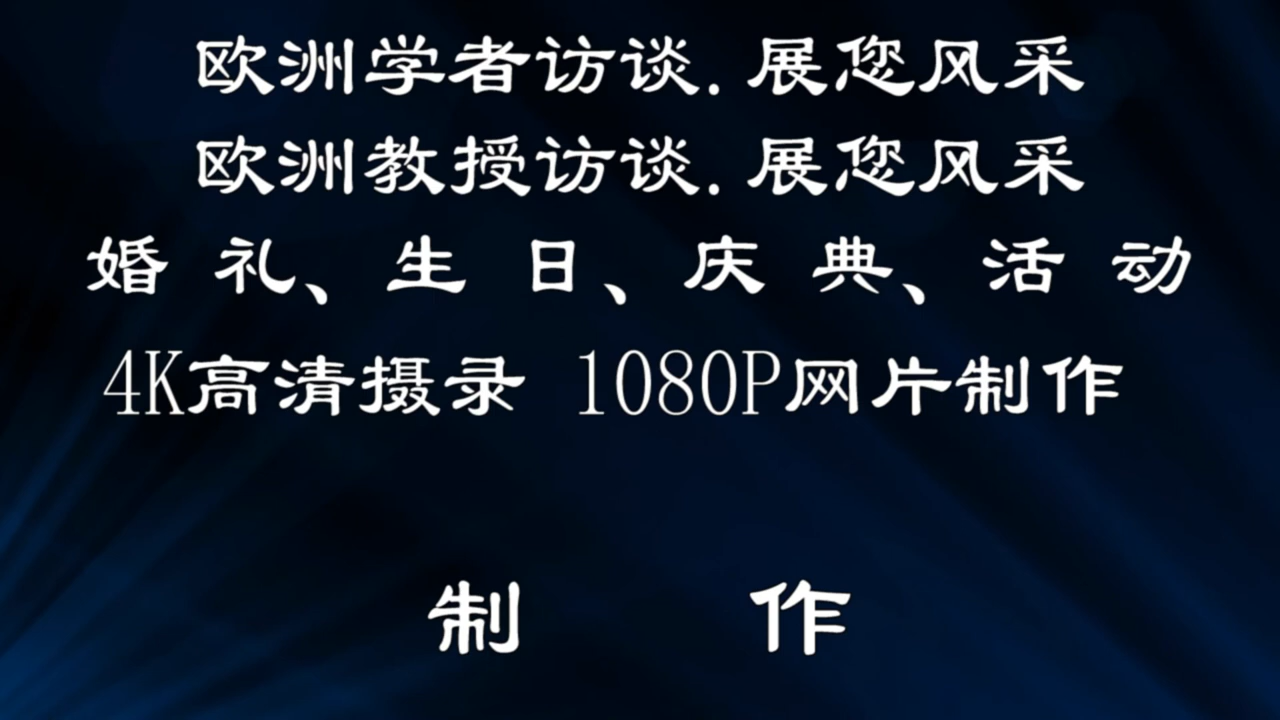 欧洲学者访谈.展您风采
欧洲教授访谈.展您风采
婚 礼、生 日、庆 典、活 动
4K高清摄录 1080P网片制作
制 作